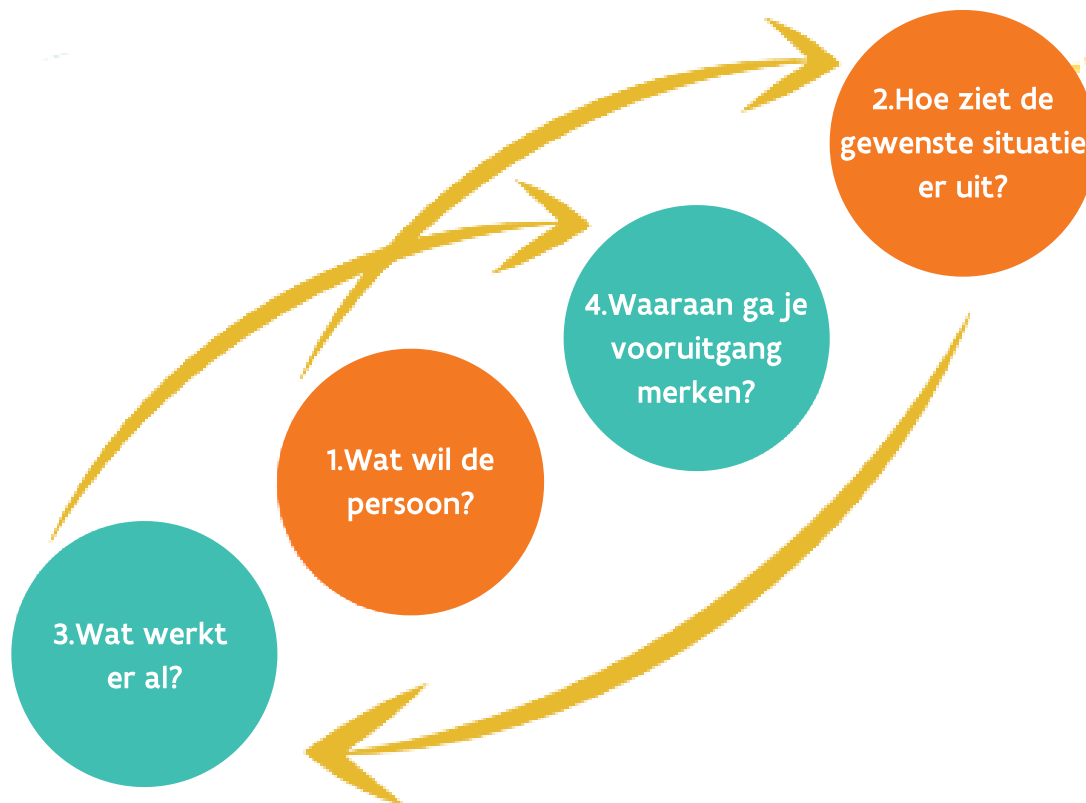 2.Hoe ziet de
gewenste situatie
er uit?
4.Waaraan ga je
vooruitgang
merken?
1.Wat wil de
persoon?
3.Wat werkt
er al?